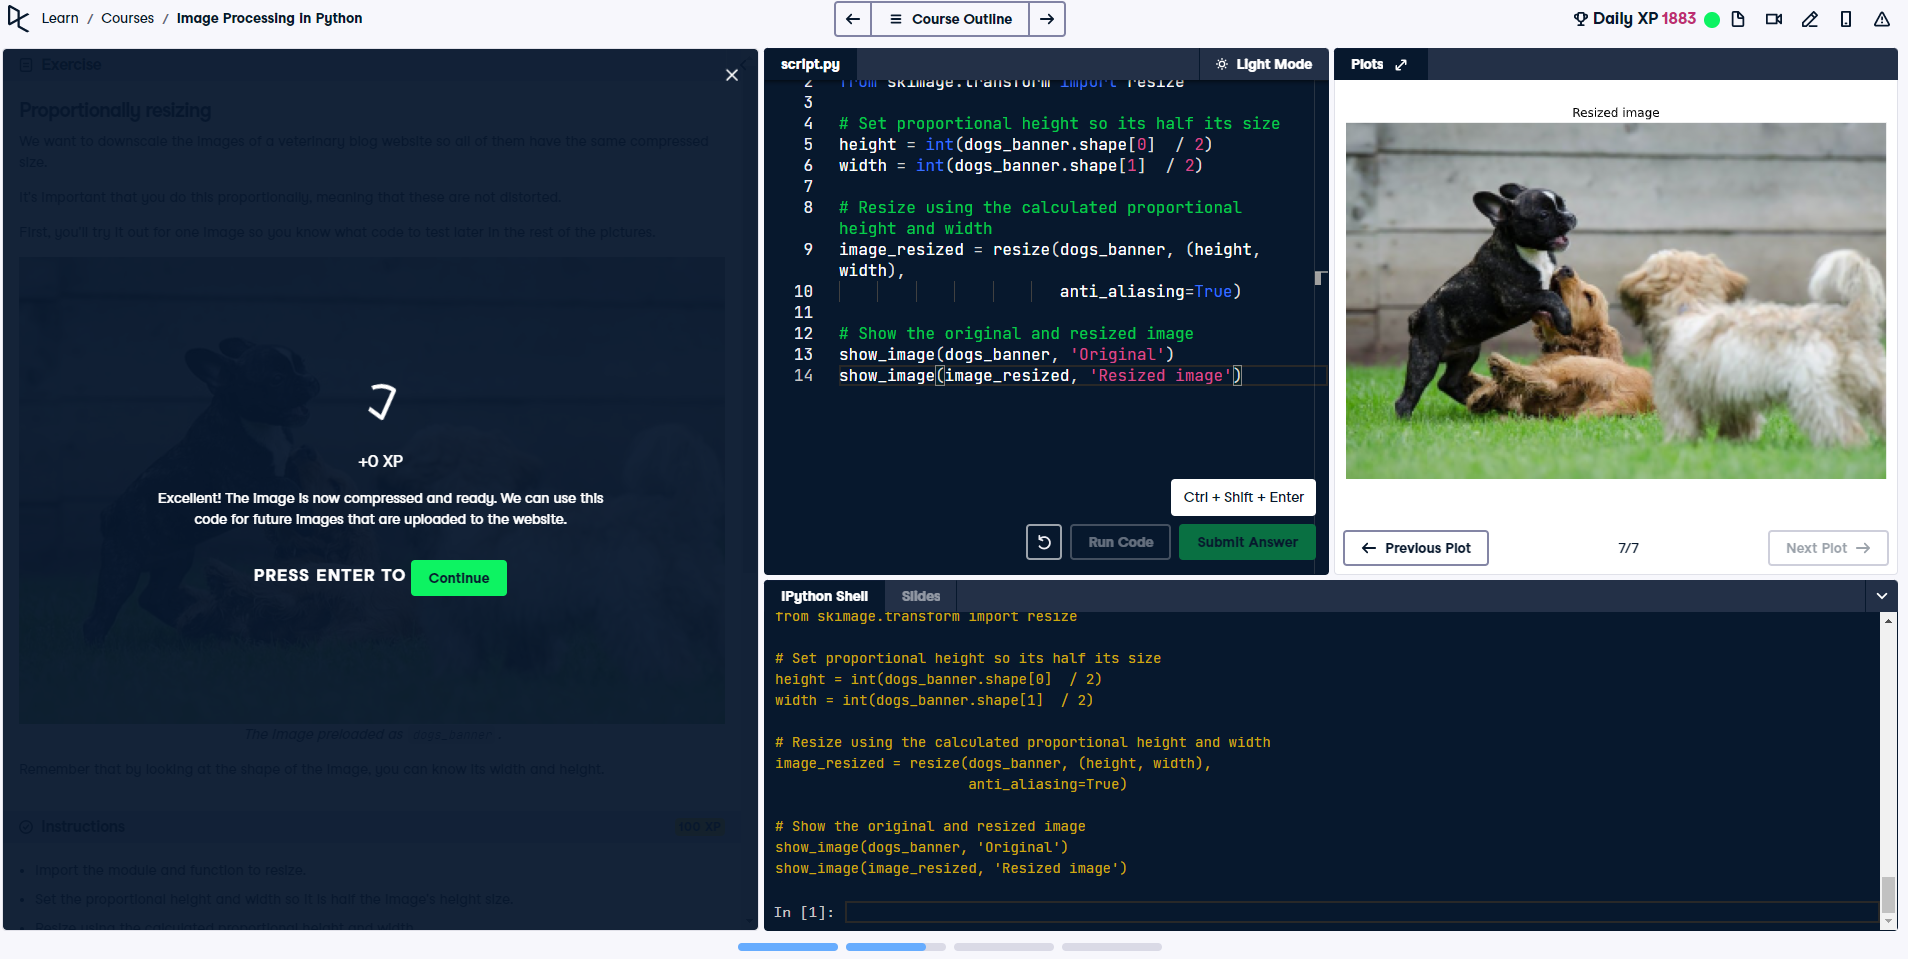 Learn / Courses / Image Processing in Python
Course Outline
Daily XP 1883
Exercise
Proportionally resizing
We want to downscale the images of a veterinary blog website so all of them have the same compressed
size.
It's important that you do this proportionally, meaning that these are not distorted.
First, you'll try it out for one image so you know what code to test later in the rest of the pictures.
+0 XP
Excellent! The image is now compressed and ready. We can use this
code for future images that are uploaded to the website.
PRESS ENTER TO Continue
The image preloaded as dogs_banner.
Remember that by looking at the shape of the image, you can know its width and height.
Instructions
100 XP
Import the module and function to resize.
Set the proportional height and width so it is half the image's height size.
Resize using the calculated proportional height and width.
script.py
Light Mode
2 from skimage.transform import resize
3
4 # Set proportional height so its half its size
5 height = int(dogs_banner.shape[0]  / 2)
6 width = int(dogs_banner.shape[1]  / 2)
7
8 # Resize using the calculated proportional
height and width
9 image_resized = resize(dogs_banner, (height,
width),
10                        anti_aliasing=True)
11
12 # Show the original and resized image
13 show_image(dogs_banner, 'Original')
14 show_image(image_resized, 'Resized image')
Ctrl + Shift + Enter
Run Code
Submit Answer
Plots
Resized image
Previous Plot
7/7
Next Plot
IPython Shell
Slides
from skimage.transform import resize
# Set proportional height so its half its size
height = int(dogs_banner.shape[0]  / 2)
width = int(dogs_banner.shape[1]  / 2)
# Resize using the calculated proportional height and width
image_resized = resize(dogs_banner, (height, width),
                       anti_aliasing=True)
# Show the original and resized image
show_image(dogs_banner, 'Original')
show_image(image_resized, 'Resized image')
In [1]: